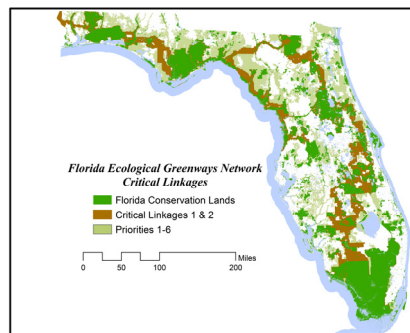 Florida Ecological Greenways Network
Critical Linkages
Florida Conservation Lands
Critical Linkages 1 & 2
Priorities 1-6
Miles
0 25 50 100 200